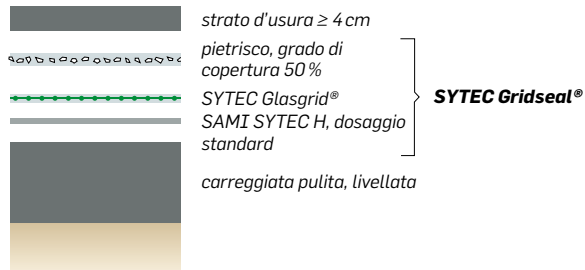 strato d'usura ≥ 4 cm
pietrisco, grado di
copertura 50 %
SYTEC Glasgrid®
SAMI SYTEC H, dosaggio
standard
SYTEC Gridseal®
carreggiata pulita, livellata